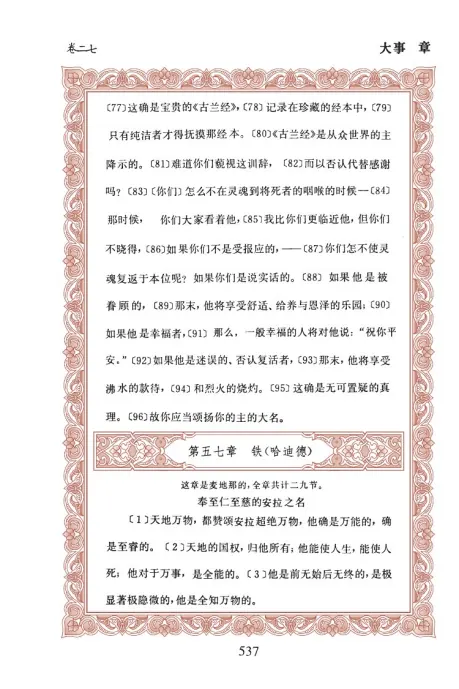 卷二七
大事 章
〔77〕这确是宝贵的《古兰经》,〔78〕记录在珍藏的经本中,〔79〕
只有纯洁者才得抚摸那经本。〔80〕《古兰经》是从众世界的主
降示的。〔81〕难道你们藐视这训辞,〔82〕而以否认代替感谢
吗?〔83〕〔你们〕怎么不在灵魂到将死者的咽喉的时候—〔84〕
那时候, 你们大家看着他,〔85〕我比你们更临近他,但你们
不晓得,〔86〕如果你们不是受报应的,——〔87〕你们怎不使灵
魂复返于本位呢?如果你们是说实话的。〔88〕如果他是被
眷顾的,〔89〕那末,他将享受舒适、给养与恩泽的乐园;〔90〕
如果他是幸福者,〔91〕那么,一般幸福的人将对他说:“祝你平
安。”〔92〕如果他是迷误的、否认复活者,〔93〕那末,他将享受
沸水的款待,〔94〕和烈火的烧灼。〔95〕这确是无可置疑的真
理。〔96〕故你应当颂扬你的主的大名。
第五七章 铁(哈迪德)
这章是麦地那的,全章共计二九节。
奉至仁至慈的安拉之名
〔1〕天地万物,都赞颂安拉超绝万物,他确是万能的,确
是至睿的。〔2〕天地的国权,归他所有;他能使人生,能使人
死;他对于万事,是全能的。〔3〕他是前无始后无终的,是极
显著极隐微的,他是全知万物的。
537